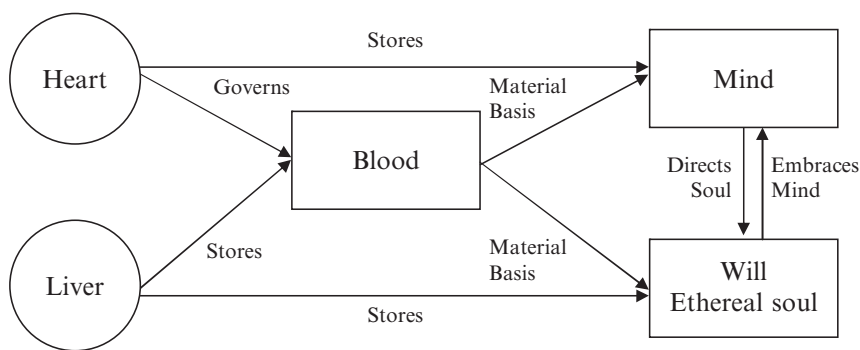 Stores
Heart
Mind
Governs
Material
Basis
Blood
Directs
Soul
Embraces
Mind
Stores
Material
Basis
Liver
Will
Ethereal soul
Stores